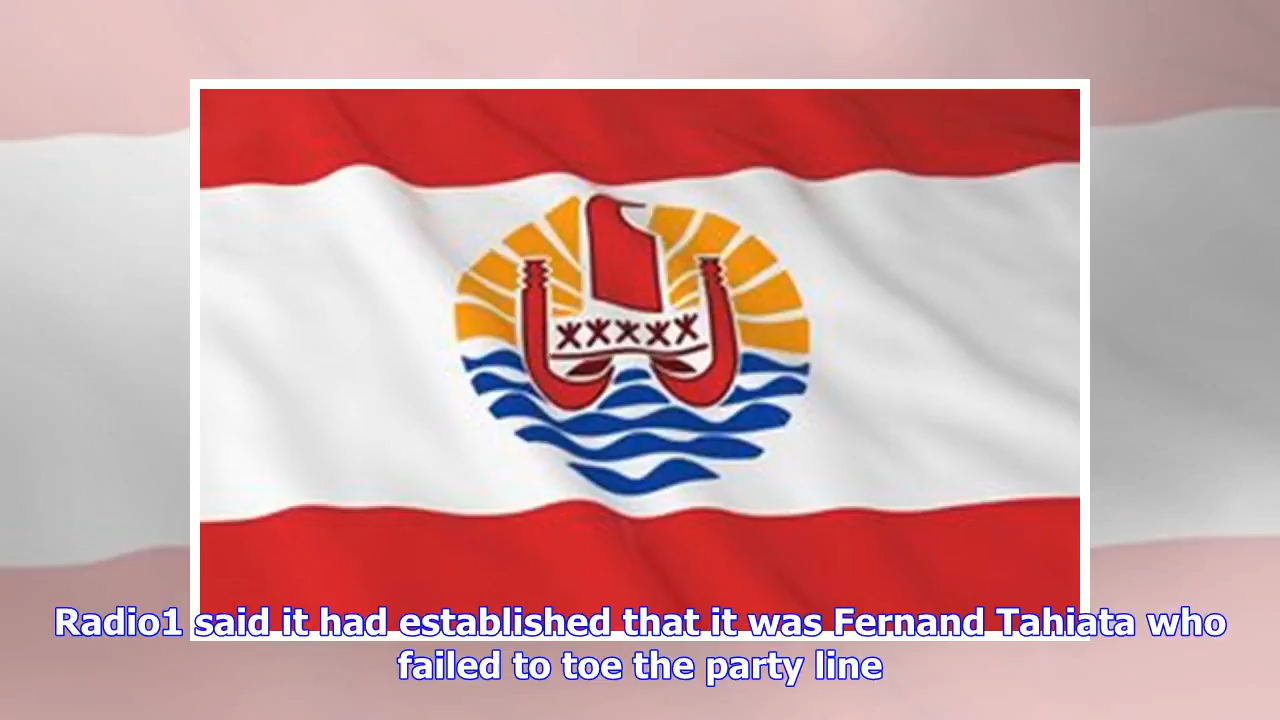 Radio1 said it had established that it was Fernand Tahiata who
failed to toe the party line